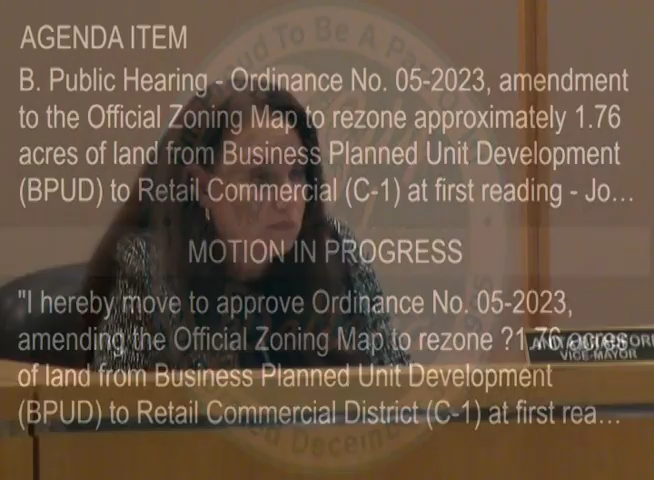 AGENDA ITEM
B. Public Hearing - Ordinance No. 05-2023, amendment
to the Official Zoning Map to rezone approximately 1.76
acres of land from Business Planned Unit Development
(BPUD) to Retail Commercial (C-1) at first reading - Jo...
MOTION IN PROGRESS
"I hereby move to approve Ordinance No. 05-2023,
amending the Official Zoning Map to rezone ?1.76 acres
of land from Business Planned Unit Development
(BPUD) to Retail Commercial District (C-1) at first rea...
VICE-MAYOR